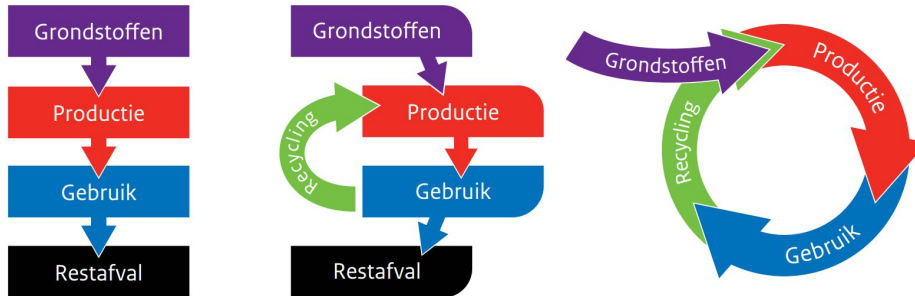 Grondstoffen
Productie
Gebruik
Restafval
Grondstoffen
Productie
Recycling
Gebruik
Restafval
Grondstoffen
Productie
Recycling
Gebruik